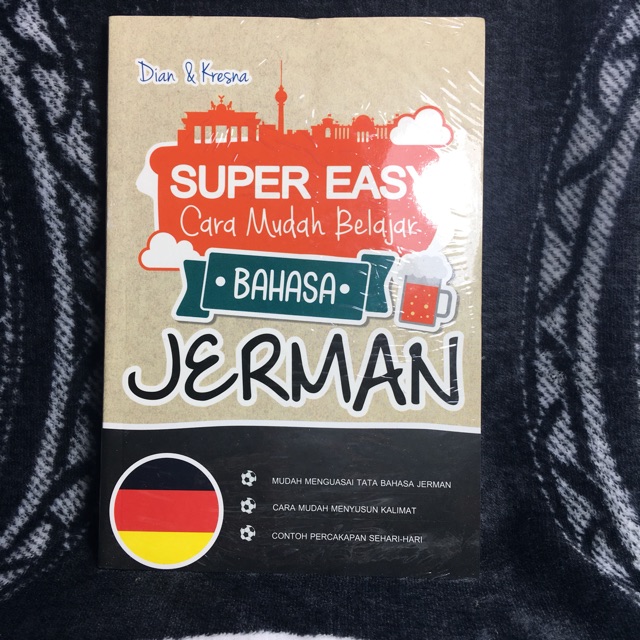 Dian & Kresna
SUPER EASY
Cara Mudah Belajar
BAHASA
JERMAN
MUDAH MENGUASAI TATA BAHASA JERMAN
CARA MUDAH MENYUSUN KALIMAT
CONTOH PERCAKAPAN SEHARI-HARI